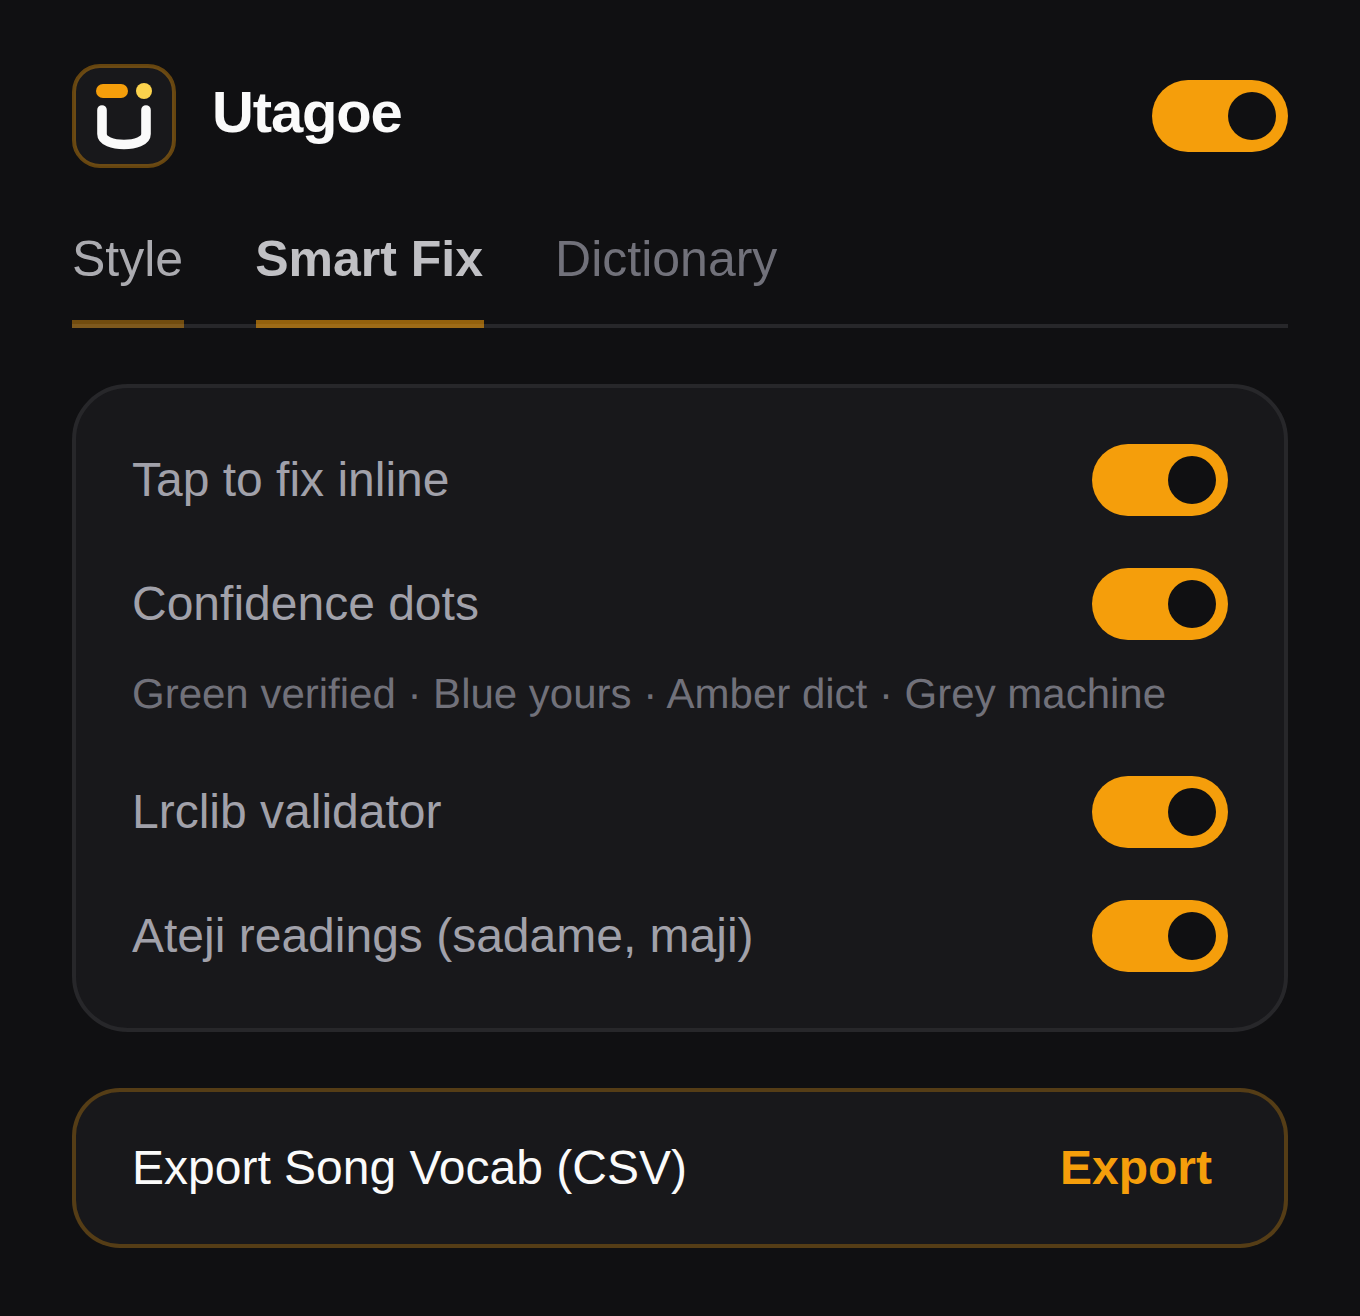 Utagoe
Style Smart Fix Dictionary
Tap to fix inline
Confidence dots
Green verified · Blue yours · Amber dict · Grey machine
Lrclib validator
Ateji readings (sadame, maji)
Export Song Vocab (CSV) Export